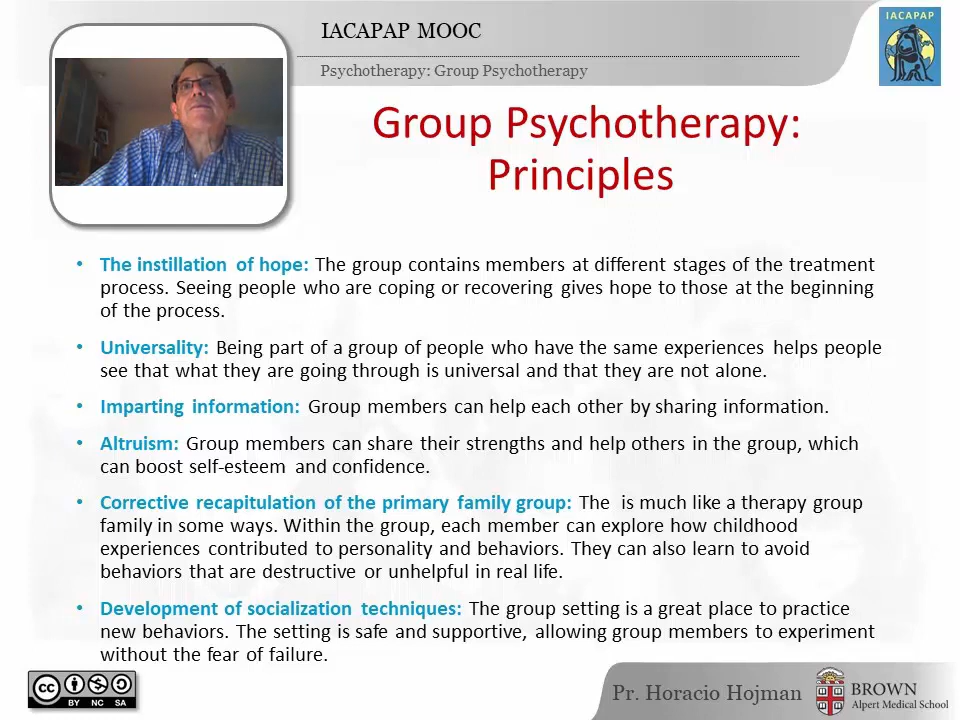 IACAPAP MOOC
Psychotherapy: Group Psychotherapy
IACAPAP
Group Psychotherapy:
Principles
• The instillation of hope: The group contains members at different stages of the treatment
process. Seeing people who are coping or recovering gives hope to those at the beginning
of the process.
• Universality: Being part of a group of people who have the same experiences helps people
see that what they are going through is universal and that they are not alone.
• Imparting information: Group members can help each other by sharing information.
• Altruism: Group members can share their strengths and help others in the group, which
can boost self-esteem and confidence.
• Corrective recapitulation of the primary family group: The is much like a therapy group
family in some ways. Within the group, each member can explore how childhood
experiences contributed to personality and behaviors. They can also learn to avoid
behaviors that are destructive or unhelpful in real life.
• Development of socialization techniques: The group setting is a great place to practice
new behaviors. The setting is safe and supportive, allowing group members to experiment
without the fear of failure.
cc
BY NC SA
Pr. Horacio Hojman
BROWN
Alpert Medical School